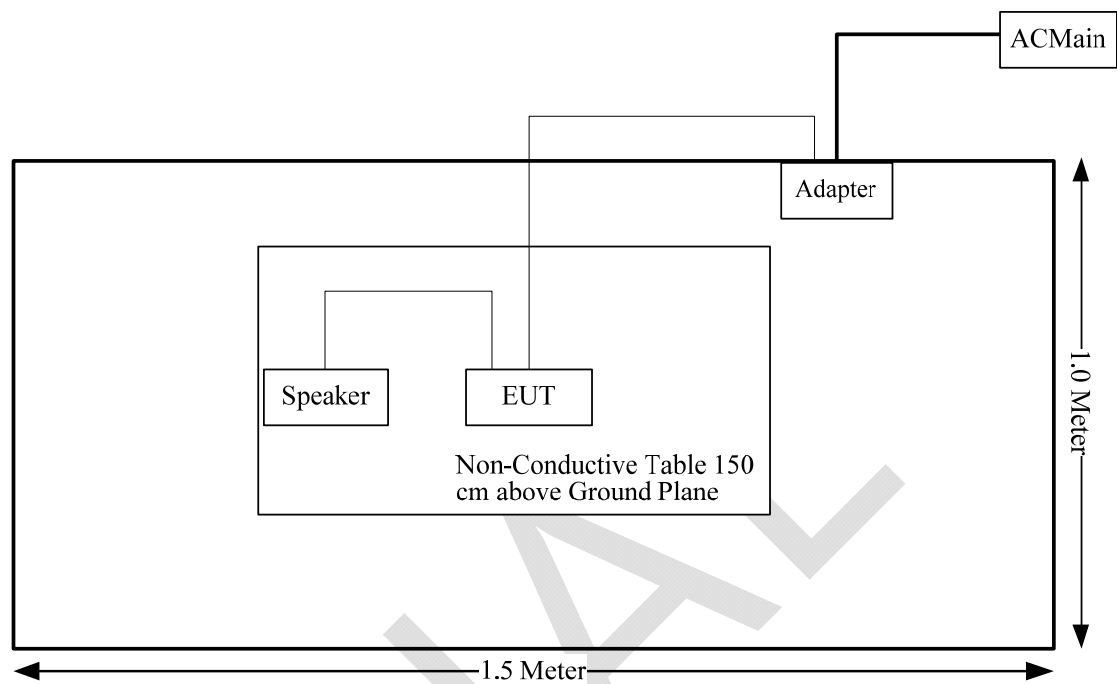 ACMain
Adapter
Speaker
EUT
Non-Conductive Table 150
cm above Ground Plane
1.0 Meter
1.5 Meter